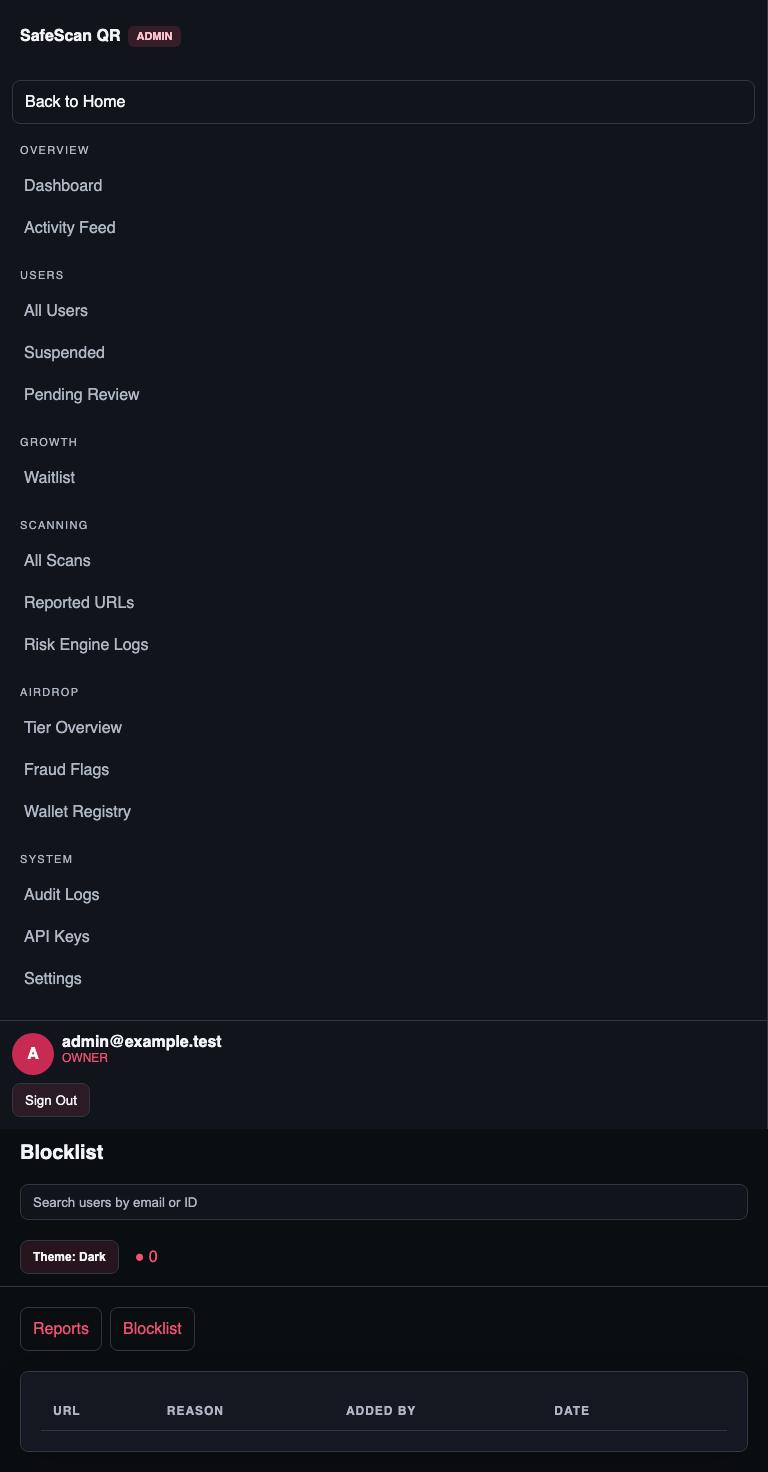 SafeScan QR ADMIN
Back to Home
OVERVIEW
Dashboard
Activity Feed
USERS
All Users
Suspended
Pending Review
GROWTH
Waitlist
SCANNING
All Scans
Reported URLs
Risk Engine Logs
AIRDROP
Tier Overview
Fraud Flags
Wallet Registry
SYSTEM
Audit Logs
API Keys
Settings
A admin@example.test
OWNER
Sign Out
Blocklist
Search users by email or ID
Theme: Dark ● 0
Reports Blocklist
URL REASON ADDED BY DATE